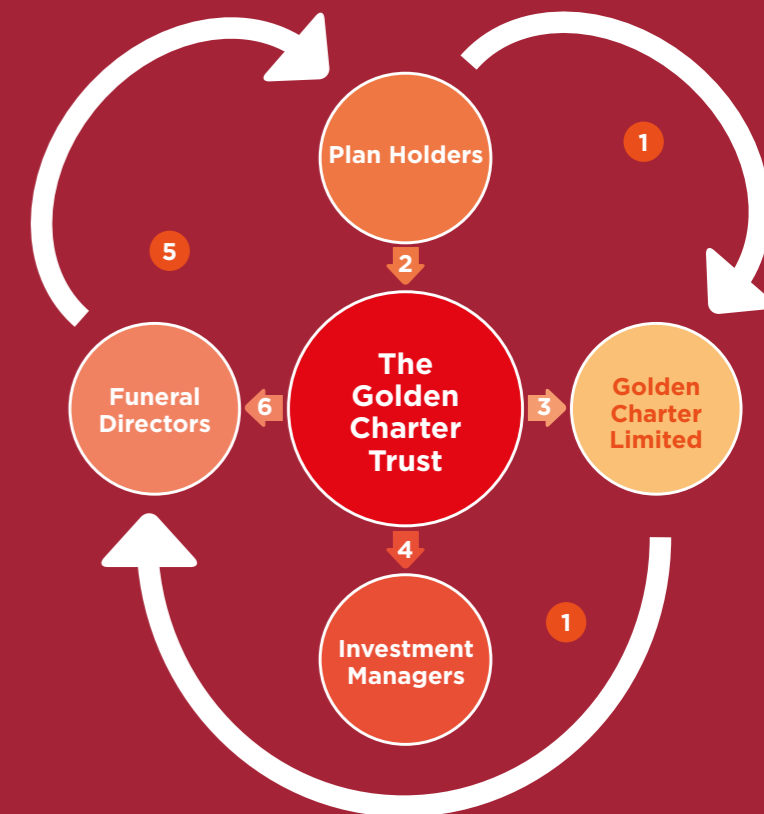 Plan Holders
1
2
5
The
Golden
Charter
Trust
Funeral
Directors
6
3
Golden
Charter
Limited
4
Investment
Managers
1